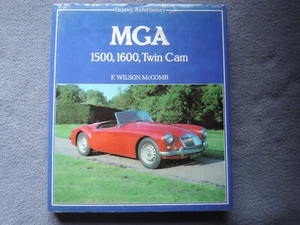 Osprey AutoHistory
MGA
1500, 1600, Twin Cam
F. WILSON McCOMB